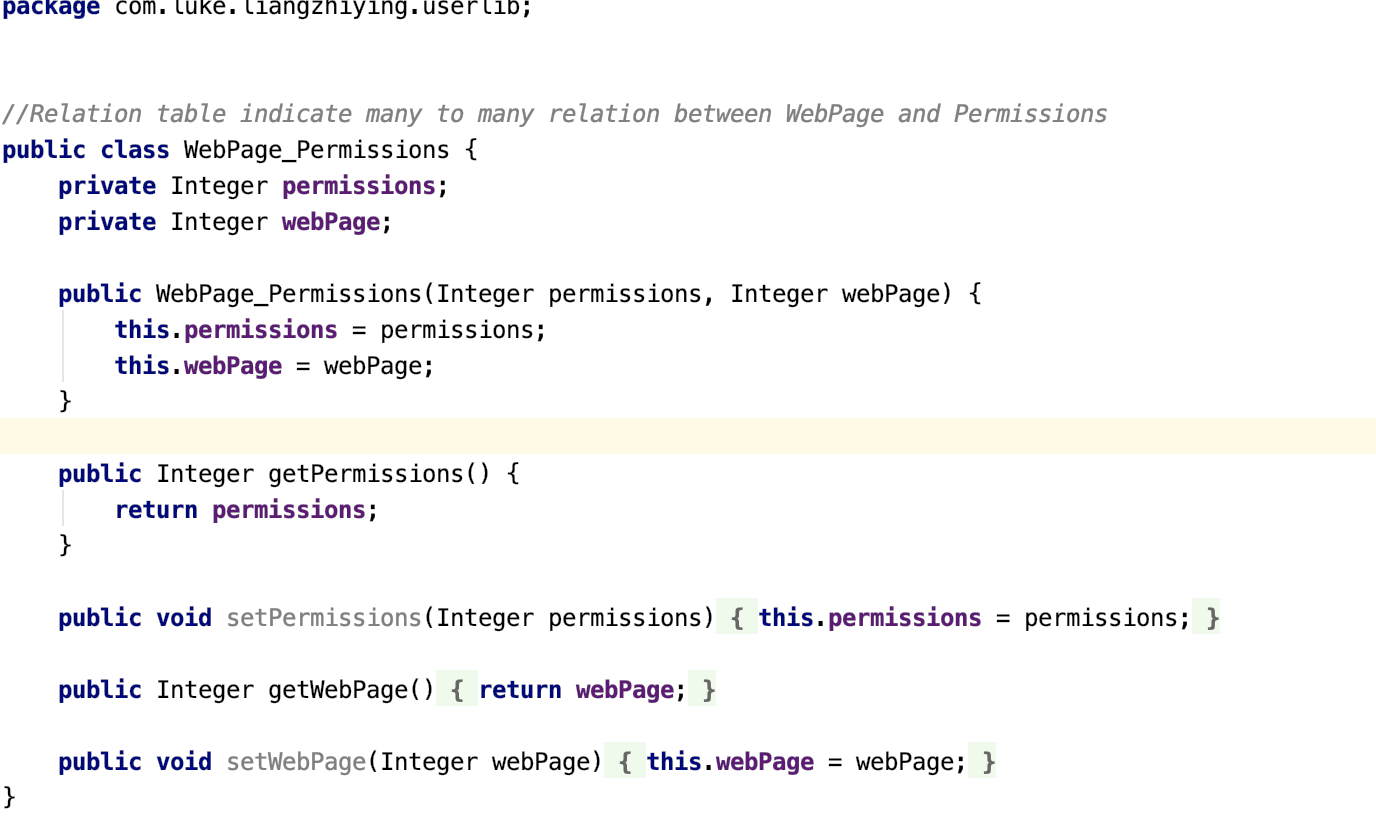 package com.luke.liangzhiying.userlib;
//Relation table indicate many to many relation between WebPage and Permissions
public class WebPage_Permissions {
    private Integer permissions;
    private Integer webPage;
    public WebPage_Permissions(Integer permissions, Integer webPage) {
        this.permissions = permissions;
        this.webPage = webPage;
    }
    public Integer getPermissions() {
        return permissions;
    }
    public void setPermissions(Integer permissions) { this.permissions = permissions; }
    public Integer getWebPage() { return webPage; }
    public void setWebPage(Integer webPage) { this.webPage = webPage; }
}